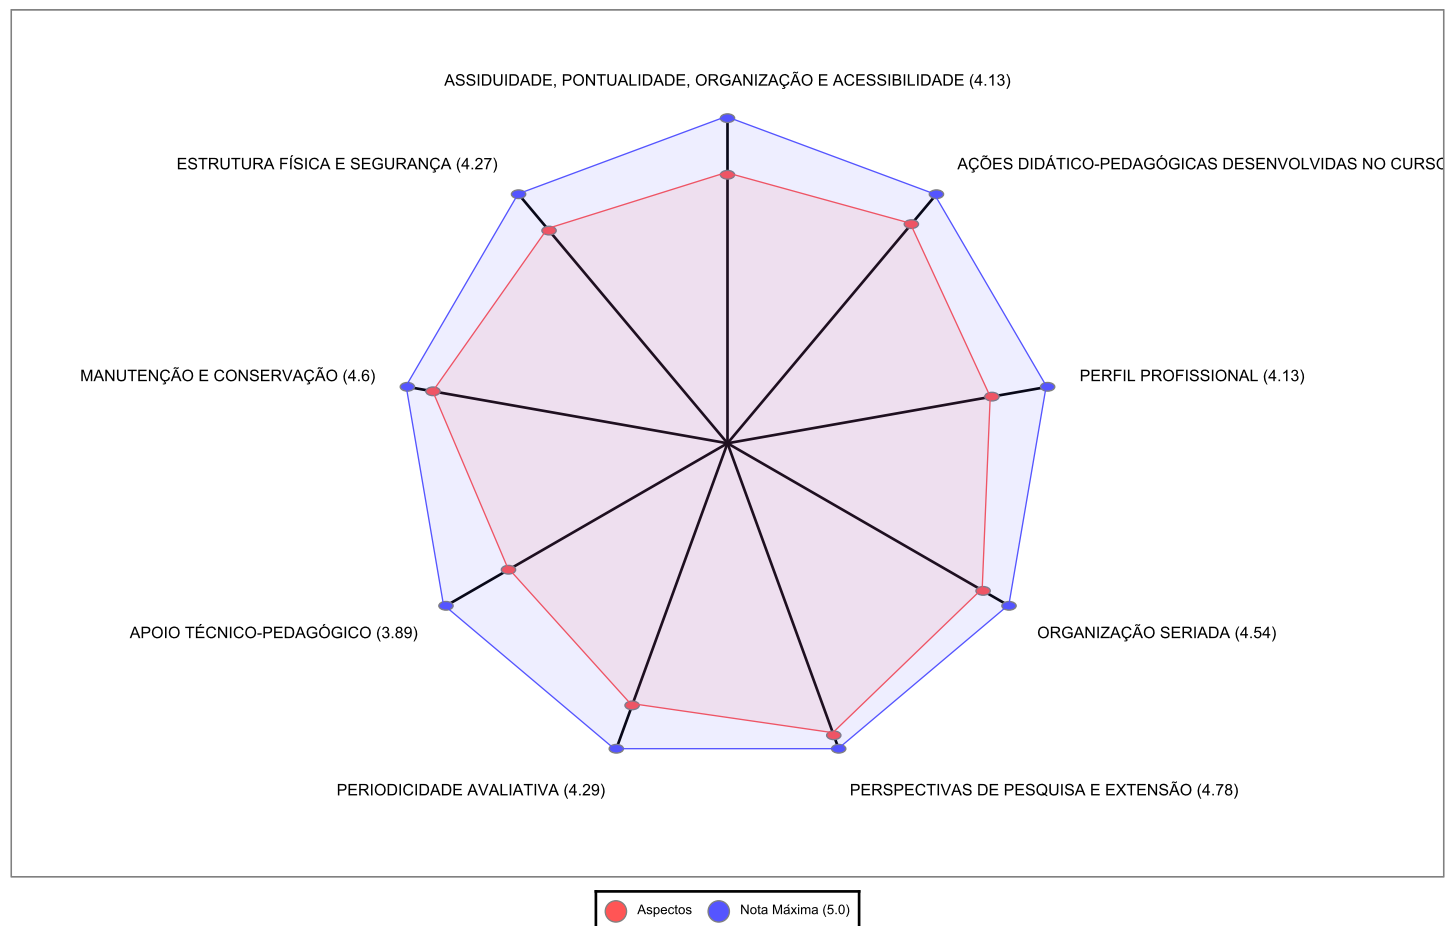 ASSIDUIDADE, PONTUALIDADE, ORGANIZAÇÃO E ACESSIBILIDADE (4.13)
ESTRUTURA FÍSICA E SEGURANÇA (4.27)
AÇÕES DIDÁTICO-PEDAGÓGICAS DESENVOLVIDAS NO CURSO
MANUTENÇÃO E CONSERVAÇÃO (4.6)
PERFIL PROFISSIONAL (4.13)
APOIO TÉCNICO-PEDAGÓGICO (3.89)
ORGANIZAÇÃO SERIADA (4.54)
PERIODICIDADE AVALIATIVA (4.29)
PERSPECTIVAS DE PESQUISA E EXTENSÃO (4.78)
Aspectos
Nota Máxima (5.0)